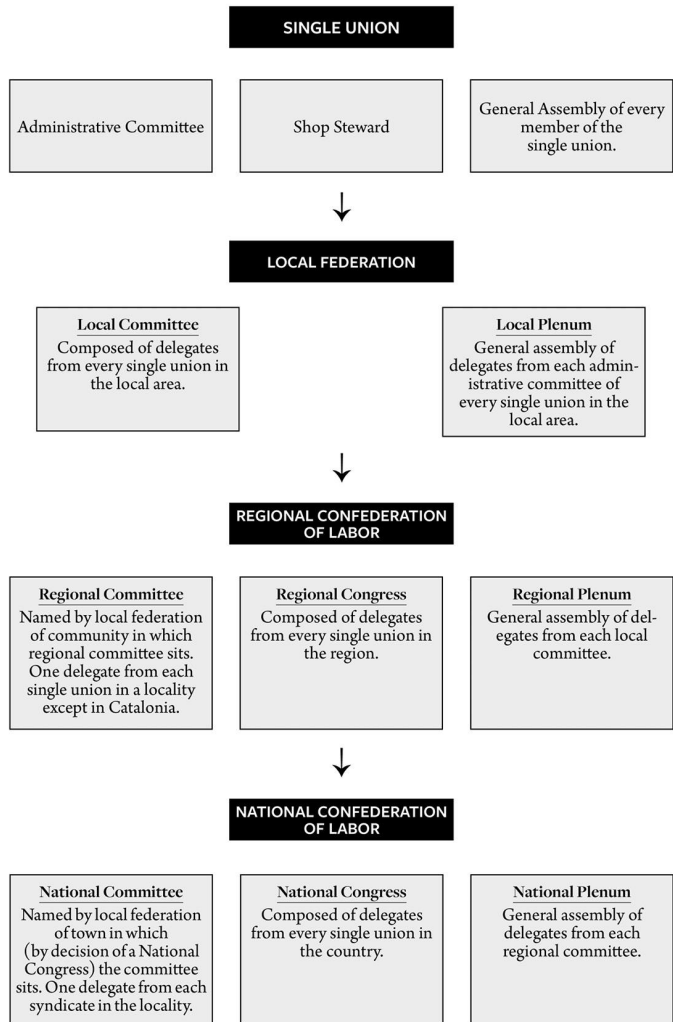 SINGLE UNION
Administrative Committee
Shop Steward
General Assembly of every
member of the
single union.
LOCAL FEDERATION
Local Committee
Composed of delegates
from every single union in
the local area.
Local Plenum
General assembly of
delegates from each admin-
istrative committee of
every single union in the
local area.
REGIONAL CONFEDERATION
OF LABOR
Regional Committee
Named by local federation
of community in which
regional committee sits.
One delegate from each
single union in a locality
except in Catalonia.
Regional Congress
Composed of delegates
from every single union in
the region.
Regional Plenum
General assembly of del-
egates from each local
committee.
NATIONAL CONFEDERATION
OF LABOR
National Committee
Named by local federation
of town in which
(by decision of a National
Congress) the committee
sits. One delegate from each
syndicate in the locality.
National Congress
Composed of delegates
from every single union in
the country.
National Plenum
General assembly of
delegates from each
regional committee.